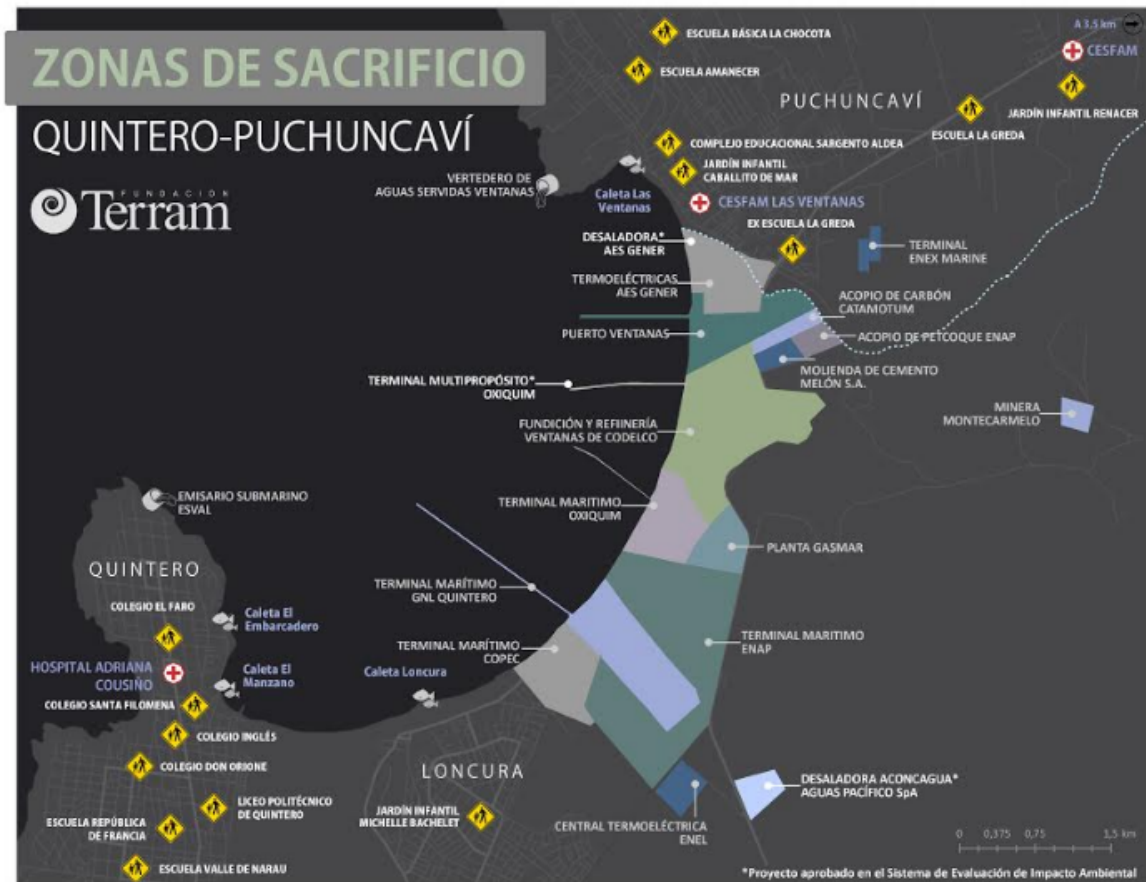 ZONAS DE SACRIFICIO
QUINTERO-PUCHUNCAVÍ
FUNDACIÓN
Terram
A 3,5 km
CESFAM
ESCUELA BÁSICA LA CHOCOTA
ESCUELA AMANECER
PUCHUNCAVÍ
JARDÍN INFANTIL RENACER
ESCUELA LA GREDA
COMPLEJO EDUCACIONAL SARGENTO ALDEA
JARDÍN INFANTIL
CABALLITO DE MAR
VERTEDERO DE
AGUAS SERVIDAS VENTANAS
Caleta Las
Ventanas
CESFAM LAS VENTANAS
EX ESCUELA LA GREDA
DESALADORA*
AES GENER
TERMINAL
ENEX MARINE
TERMOELÉCTRICAS
AES GENER
ACOPIO DE CARBÓN
CATAMOTUM
PUERTO VENTANAS
ACOPIO DE PETCOQUE ENAP
MOLIENDA DE CEMENTO
MELÓN S.A.
TERMINAL MULTIPROPÓSITO*
OXIQUIM
MINERA
MONTECARMELO
FUNDICIÓN Y REFIINERÍA
VENTANAS DE CODELCO
EMISARIO SUBMARINO
ESVAL
TERMINAL MARITIMO
OXIQUIM
PLANTA GASMAR
QUINTERO
TERMINAL MARÍTIMO
GNL QUINTERO
COLEGIO EL FARO
Caleta El
Embarcadero
TERMINAL MARITIMO
ENAP
TERMINAL MARÍTIMO
COPEC
HOSPITAL ADRIANA
COUSIÑO
Caleta El
Manzano
Caleta Loncura
COLEGIO SANTA FILOMENA
COLEGIO INGLÉS
COLEGIO DON ORIONE
LONCURA
DESALADORA ACONCAGUA*
AGUAS PACÍFICO SpA
LICEO POLITÉCNICO
DE QUINTERO
JARDÍN INFANTIL
MICHELLE BACHELET
ESCUELA REPÚBLICA
DE FRANCIA
CENTRAL TERMOELÉCTRICA
ENEL
0 0,375 0,75 1,5 km
ESCUELA VALLE DE NARAU
*Proyecto aprobado en el Sistema de Evaluación de Impacto Ambiental